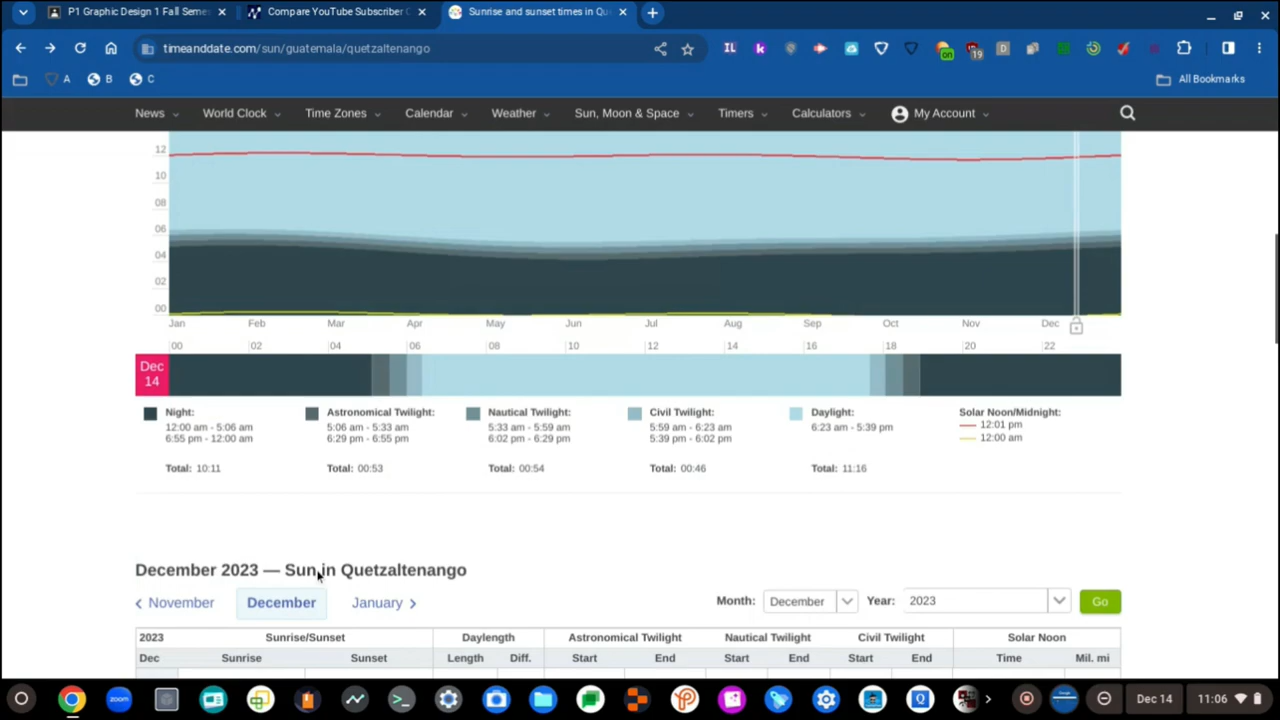 P1 Graphic Design 1 Fall Seme
Compare YouTube Subscriber C
Sunrise and sunset times in Qu
timeanddate.com/sun/guatemala/quetzaltenango
IL
k
on
19
D
A
B
C
All Bookmarks
News
World Clock
Time Zones
Calendar
Weather
Sun, Moon & Space
Timers
Calculators
My Account
12
10
08
06
04
02
00
Jan Feb Mar Apr May Jun Jul Aug Sep Oct Nov Dec
00 02 04 06 08 10 12 14 16 18 20 22
Dec
14
Night:
12:00 am - 5:06 am
6:55 pm - 12:00 am
Total: 10:11
Astronomical Twilight:
5:06 am - 5:33 am
6:29 pm - 6:55 pm
Total: 00:53
Nautical Twilight:
5:33 am - 5:59 am
6:02 pm - 6:29 pm
Total: 00:54
Civil Twilight:
5:59 am - 6:23 am
5:39 pm - 6:02 pm
Total: 00:46
Daylight:
6:23 am - 5:39 pm
Total: 11:16
Solar Noon/Midnight:
12:01 pm
12:00 am
December 2023 — Sun in Quetzaltenango
November
December
January
Month: December Year: 2023 Go
2023 Sunrise/Sunset Daylength Astronomical Twilight Nautical Twilight Civil Twilight Solar Noon
Dec Sunrise Sunset Length Diff. Start End Start End Start End Time Mil. mi
zoom
Dec 14
11:06